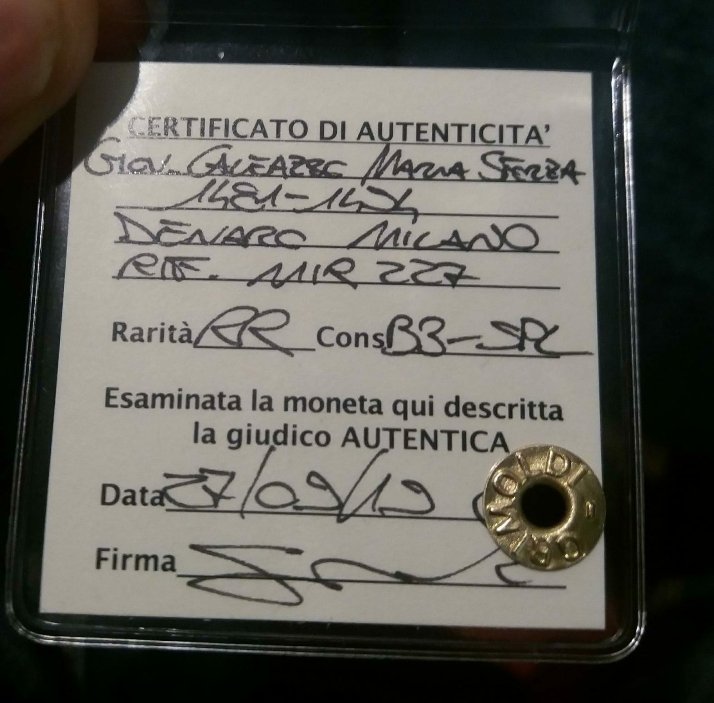 CERTIFICATO DI AUTENTICITA'
GIOV. GALEAZZO MARIA SFORZA
1481-1494
DENARO MILANO
RIF. MIR 227
Rarità RR Cons BB-SPL
Esaminata la moneta qui descritta
la giudico AUTENTICA
Data 27/09/19
Firma